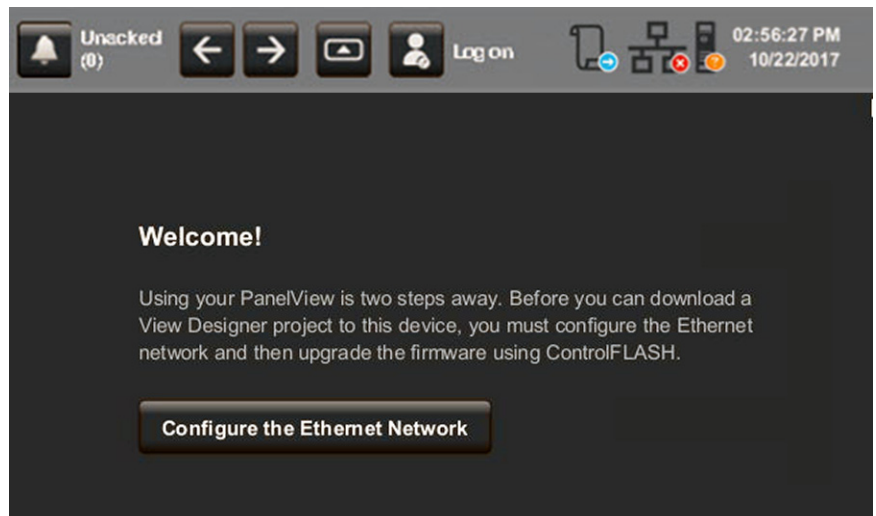 Unacked
(0)
Log on
02:56:27 PM
10/22/2017
Welcome!
Using your PanelView is two steps away. Before you can download a
View Designer project to this device, you must configure the Ethernet
network and then upgrade the firmware using ControlFLASH.
Configure the Ethernet Network